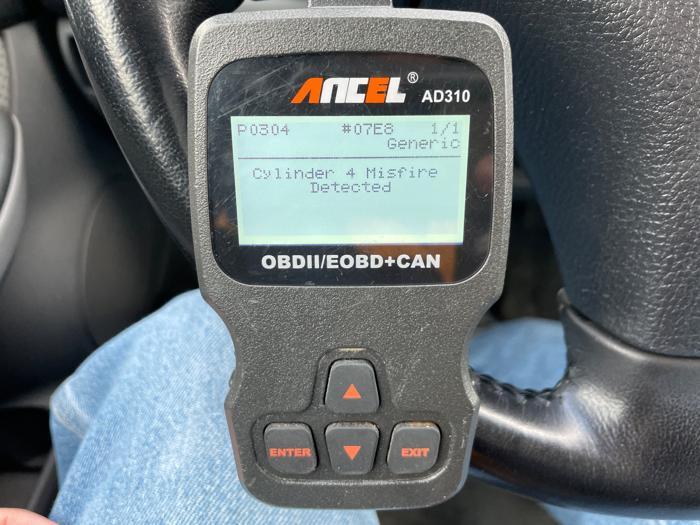 ANCEL® AD310
P0304 #07E8 1/1
Generic
Cylinder 4 Misfire
Detected
OBDII/EOBD+CAN
ENTER EXIT